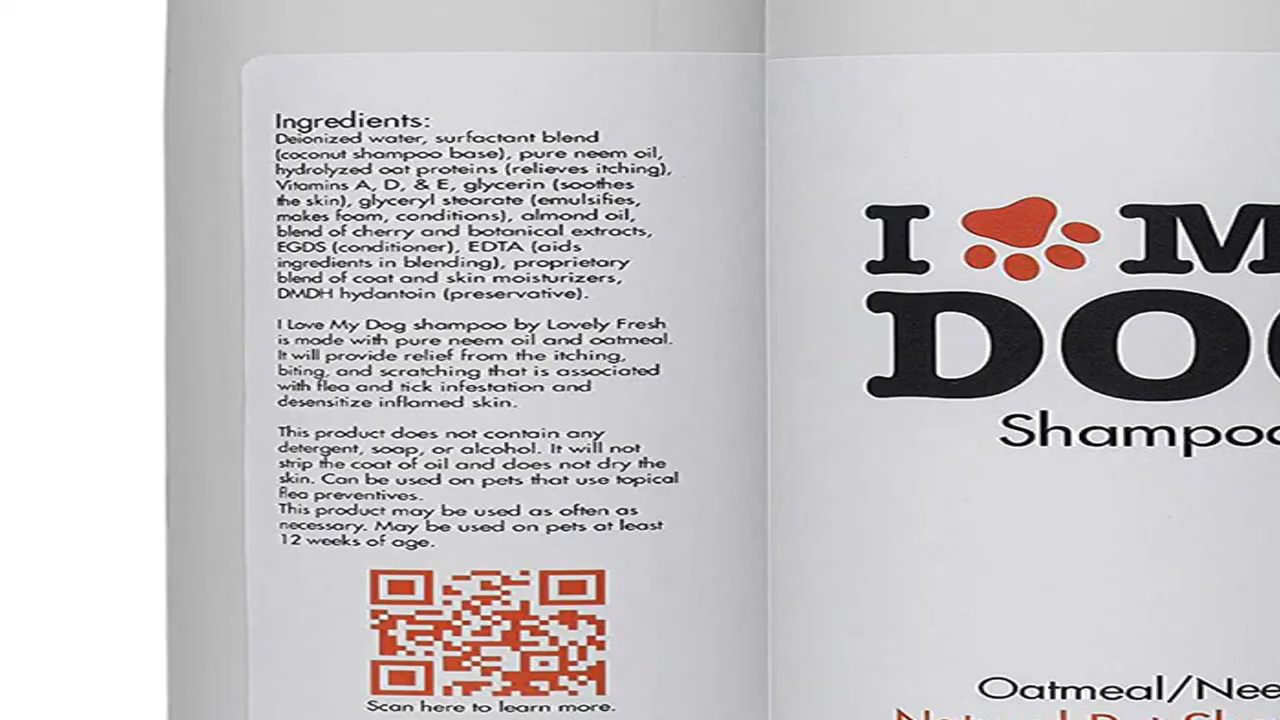 Ingredients:
Deionized water, surfactant blend
(coconut shampoo base), pure neem oil,
hydrolyzed oat proteins (relieves itching),
Vitamins A, D, & E, glycerin (soothes
the skin), glyceryl stearate (emulsifies,
makes foam, conditions), almond oil,
blend of cherry and botanical extracts,
EGDS (conditioner), EDTA (aids
ingredients in blending), proprietary
blend of coat and skin moisturizers,
DMDH hydantoin (preservative).
I Love My Dog shampoo by Lovely Fresh
is made with pure neem oil and oatmeal.
It will provide relief from the itching,
biting, and scratching that is associated
with flea and tick infestation and
desensitize inflamed skin.
This product does not contain any
detergent, soap, or alcohol. It will not
strip the coat of oil and does not dry the
skin. Can be used on pets that use topical
flea preventives.
This product may be used as often as
necessary. May be used on pets at least
12 weeks of age.
Scan here to learn more.
I M
DO
Shampoo
Oatmeal/Nee